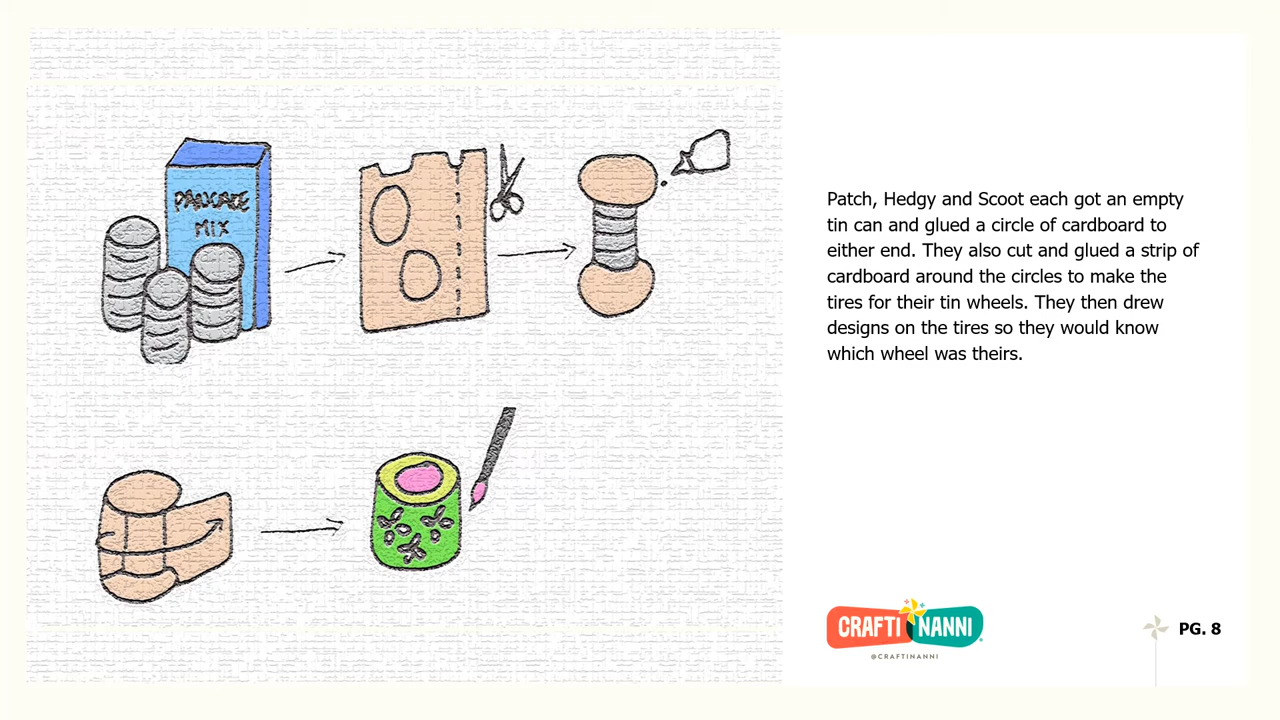 PANCAKE
MIX
Patch, Hedgy and Scoot each got an empty
tin can and glued a circle of cardboard to
either end. They also cut and glued a strip of
cardboard around the circles to make the
tires for their tin wheels. They then drew
designs on the tires so they would know
which wheel was theirs.
CRAFTI NANNI
@CRAFTINANNI
PG. 8